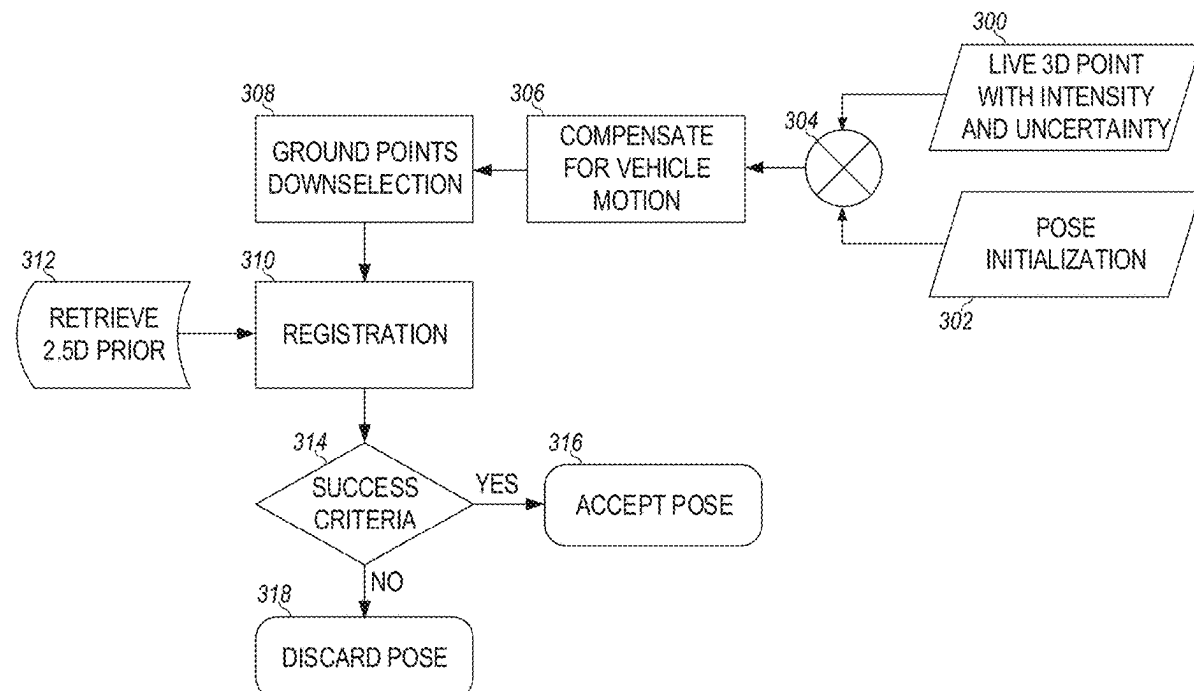 300
LIVE 3D POINT
WITH INTENSITY
AND UNCERTAINTY
308
GROUND POINTS
DOWNSELECTION
306
COMPENSATE
FOR VEHICLE
MOTION
304
POSE
INITIALIZATION
302
312
RETRIEVE
2.5D PRIOR
310
REGISTRATION
314
SUCCESS
CRITERIA
YES
316
ACCEPT POSE
NO
318
DISCARD POSE